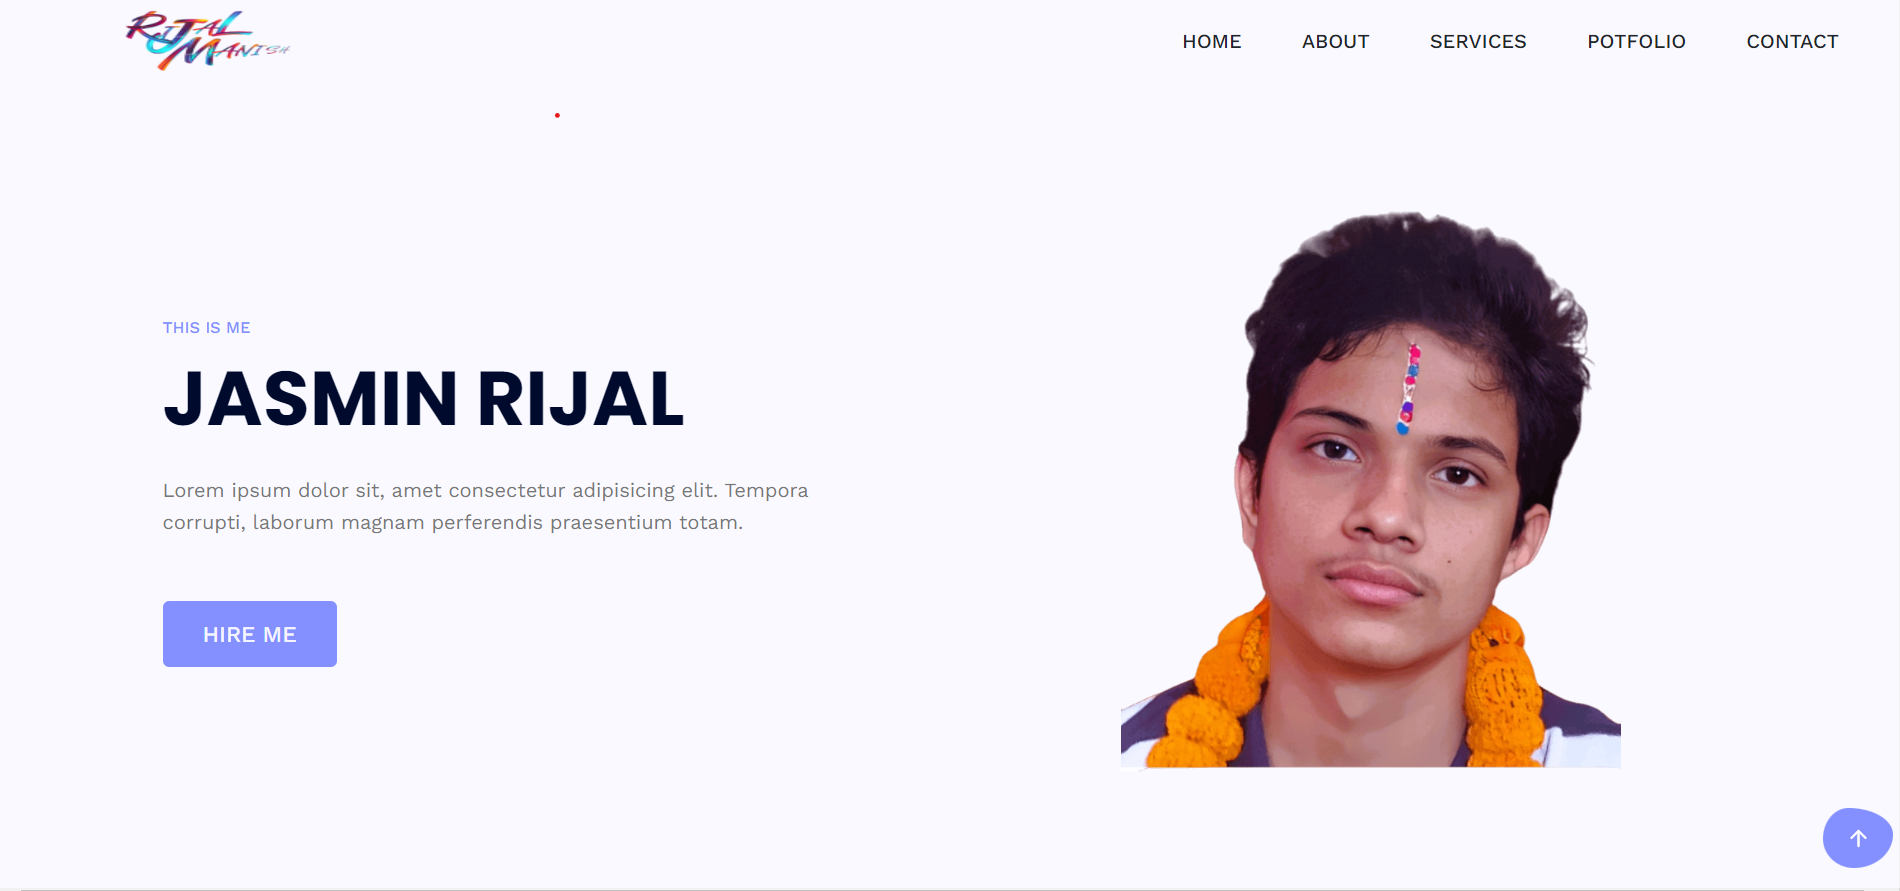 RIJAL
MANISH
HOME ABOUT SERVICES POTFOLIO CONTACT
THIS IS ME
JASMIN RIJAL
Lorem ipsum dolor sit, amet consectetur adipisicing elit. Tempora
corrupti, laborum magnam perferendis praesentium totam.
HIRE ME